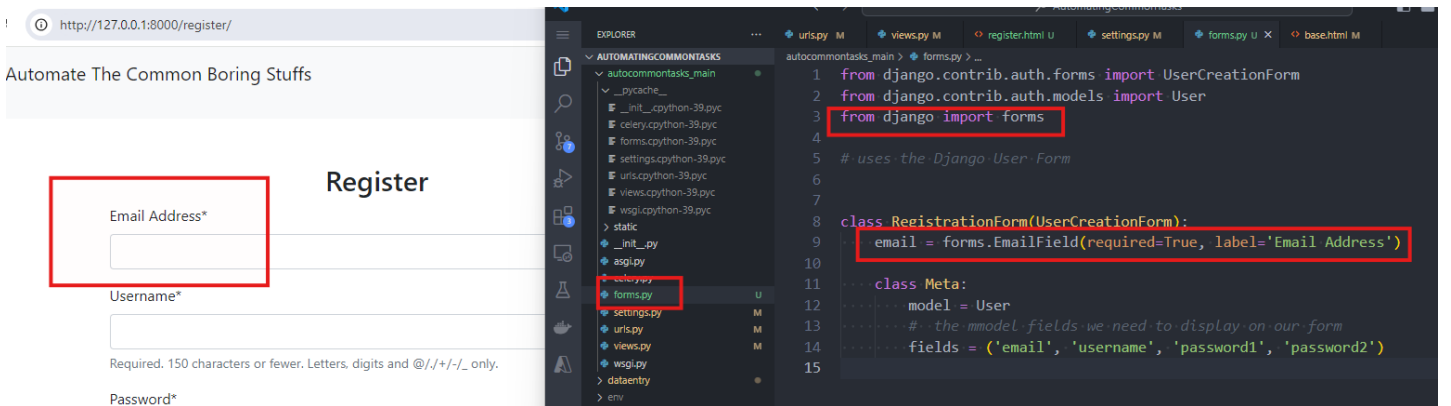 http://127.0.0.1:8000/register/
Automate The Common Boring Stuffs
Register
Email Address*
Username*
Required. 150 characters or fewer. Letters, digits and @/./+/-/_ only.
Password*
EXPLORER
AUTOMATINGCOMMONTASKS
autocommontasks_main
__pycache__
__init__.cpython-39.pyc
celery.cpython-39.pyc
forms.cpython-39.pyc
settings.cpython-39.pyc
urls.cpython-39.pyc
views.cpython-39.pyc
wsgi.cpython-39.pyc
static
__init__.py
asgi.py
celery.py
forms.py U
settings.py M
urls.py M
views.py M
wsgi.py
dataentry
env
7
3
AutomatingCommonTasks
urls.py M views.py M register.html U settings.py M forms.py U base.html M
autocommontasks_main > forms.py > ...
1 from django.contrib.auth.forms import UserCreationForm
2 from django.contrib.auth.models import User
3 from django import forms
4
5 # uses the Django User Form
6
7
8 class RegistrationForm(UserCreationForm):
9 email = forms.EmailField(required=True, label='Email Address')
10
11 class Meta:
12 model = User
13 # the mmodel fields we need to display on our form
14 fields = ('email', 'username', 'password1', 'password2')
15